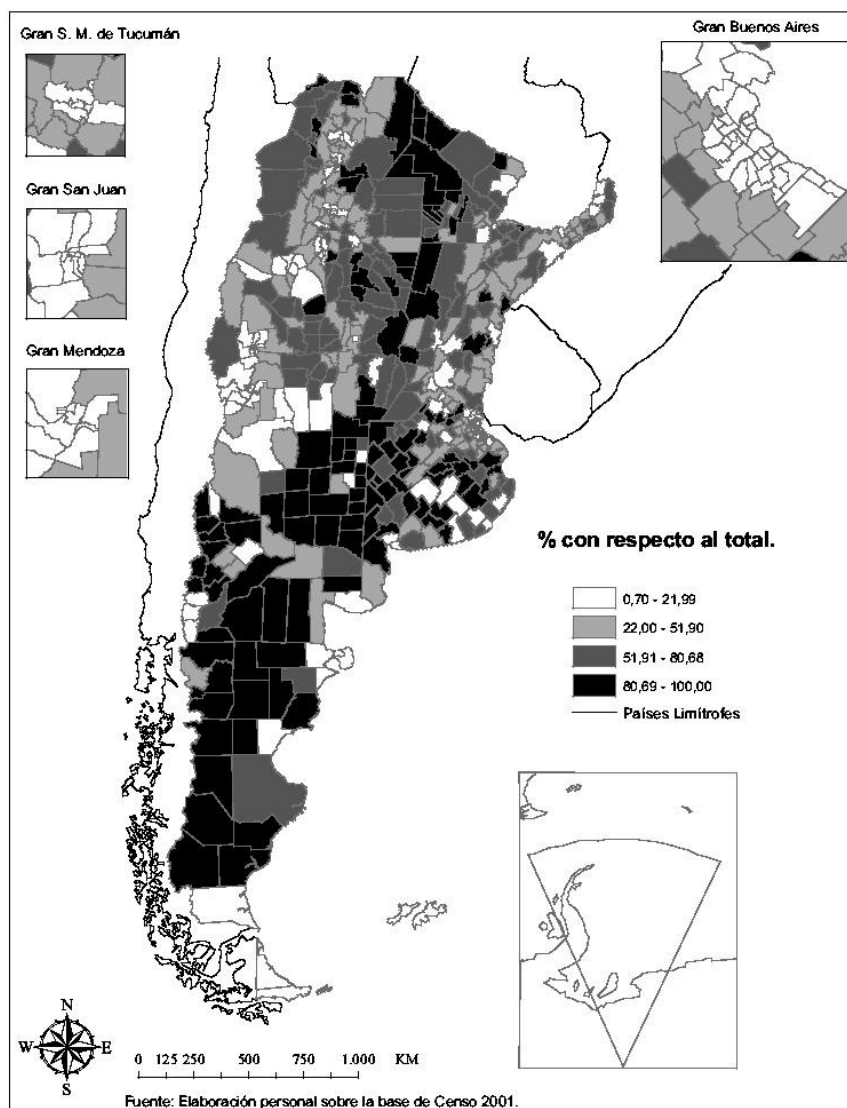 Gran S. M. de Tucumán
Gran Buenos Aires
Gran San Juan
Gran Mendoza
% con respecto al total.
0,70 - 21,99
22,00 - 51,90
51,91 - 80,68
80,69 - 100,00
Países Limítrofes
N
W E
S
0 125 250 500 750 1.000 KM
Fuente: Elaboración personal sobre la base de Censo 2001.